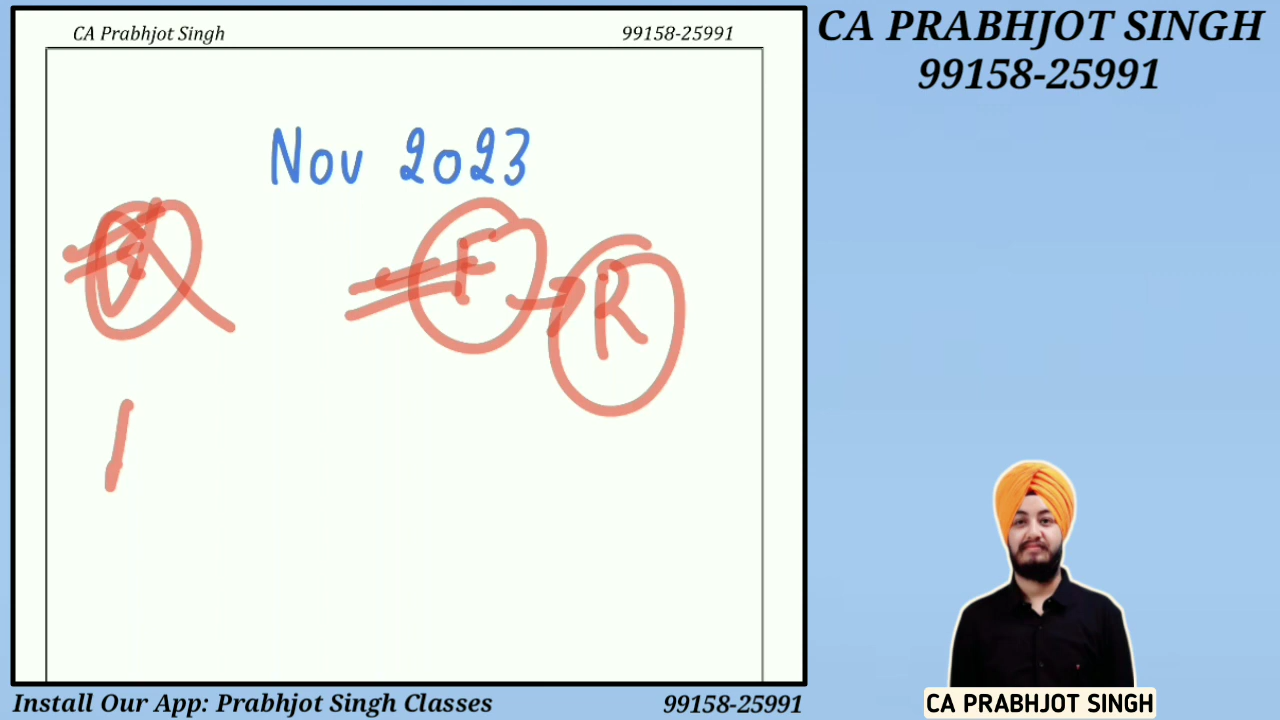 CA Prabhjot Singh 99158-25991
CA PRABHJOT SINGH
99158-25991
Nov 2023
F
R
CA PRABHJOT SINGH
Install Our App: Prabhjot Singh Classes 99158-25991